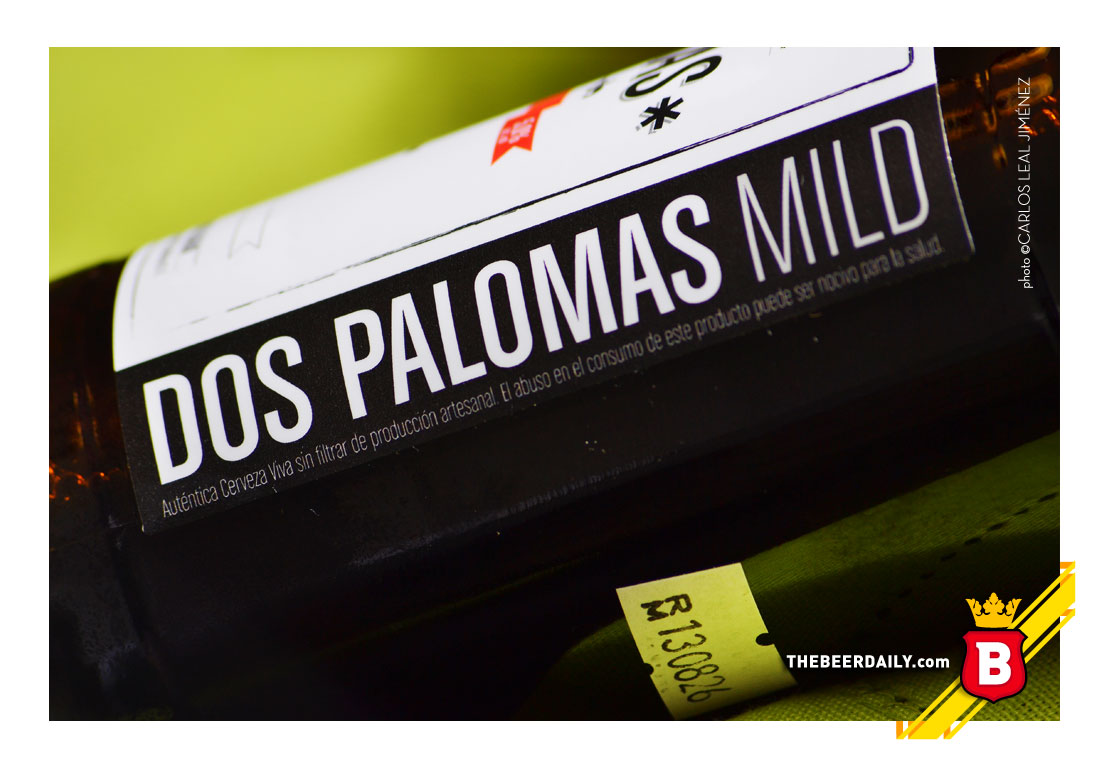 AS*
DOS PALOMAS MILD
Auténtica Cerveza Viva sin filtrar de producción artesanal. El abuso en el consumo de este producto puede ser nocivo para la salud.
R
M 130826
photo ©CARLOS LEAL JIMÉNEZ
THEBEERDAILY.com
B